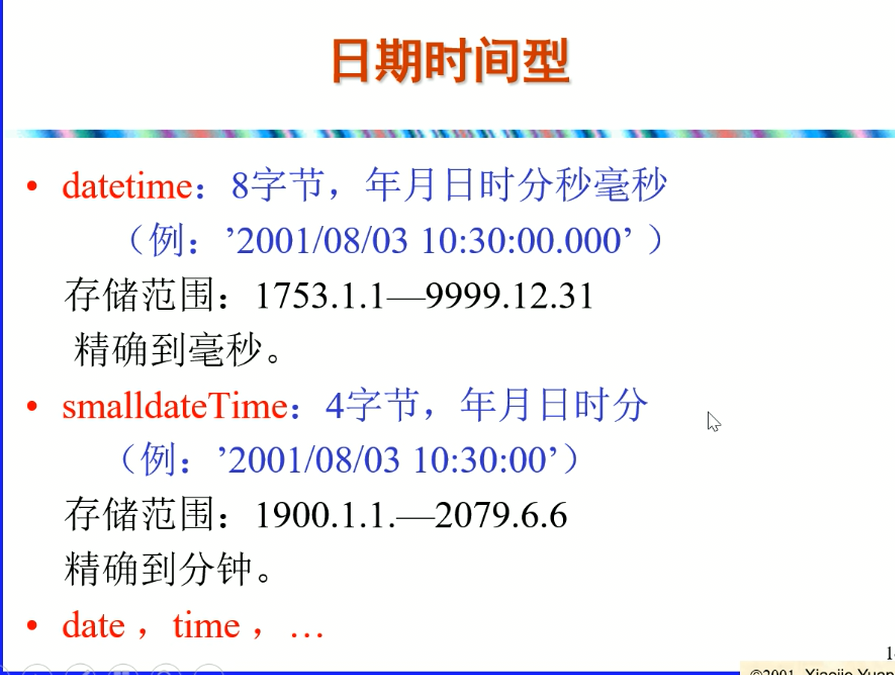 日期时间型
• datetime：8字节，年月日时分秒毫秒
（例：’2001/08/03 10:30:00.000’ ）
存储范围：1753.1.1—9999.12.31
精确到毫秒。
• smalldateTime：4字节，年月日时分
（例：’2001/08/03 10:30:00’）
存储范围：1900.1.1.—2079.6.6
精确到分钟。
• date ，time ，…
©2001 Xiaojie Yuan